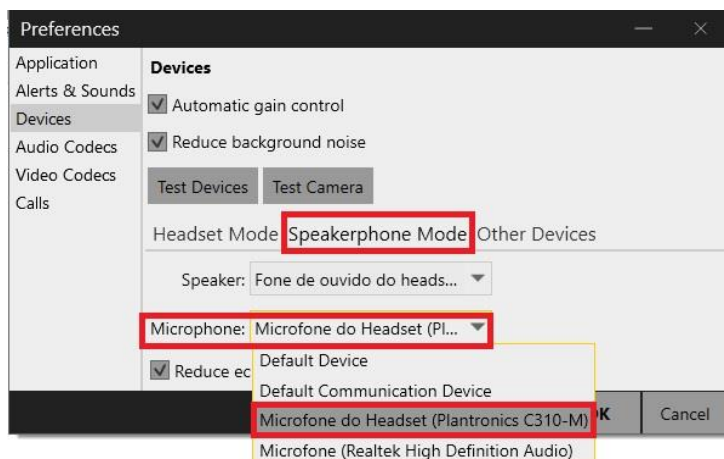 Preferences
Application
Alerts & Sounds
Devices
Audio Codecs
Video Codecs
Calls
Devices
Automatic gain control
Reduce background noise
Test Devices Test Camera
Headset Mode Speakerphone Mode Other Devices
Speaker: Fone de ouvido do heads...
Microphone: Microfone do Headset (Pl...
Reduce ec
Default Device
Default Communication Device
Microfone do Headset (Plantronics C310-M)
Microfone (Realtek High Definition Audio)
K Cancel